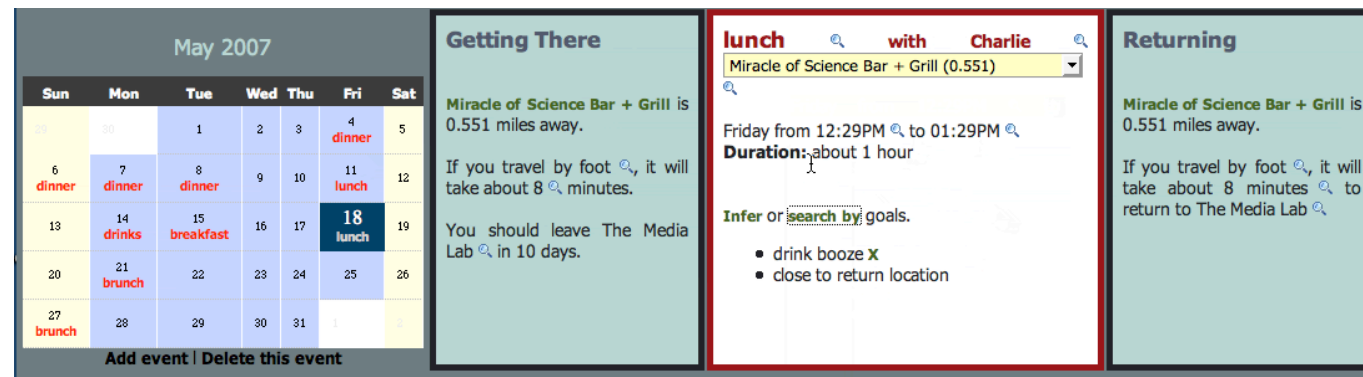 May 2007
Sun Mon Tue Wed Thu Fri Sat
29 30 1 2 3 4 5
dinner
6 7 8 9 10 11 12
dinner dinner dinner lunch
13 14 15 16 17 18 19
drinks breakfast lunch
20 21 22 23 24 25 26
brunch
27 28 29 30 31 1 2
brunch
Add event | Delete this event
Getting There
Miracle of Science Bar + Grill is
0.551 miles away.
If you travel by foot, it will
take about 8 minutes.
You should leave The Media
Lab in 10 days.
lunch with Charlie
Miracle of Science Bar + Grill (0.551)
Friday from 12:29PM to 01:29PM
Duration: about 1 hour
Infer or search by goals.
• drink booze X
• close to return location
Returning
Miracle of Science Bar + Grill is
0.551 miles away.
If you travel by foot, it will
take about 8 minutes to
return to The Media Lab